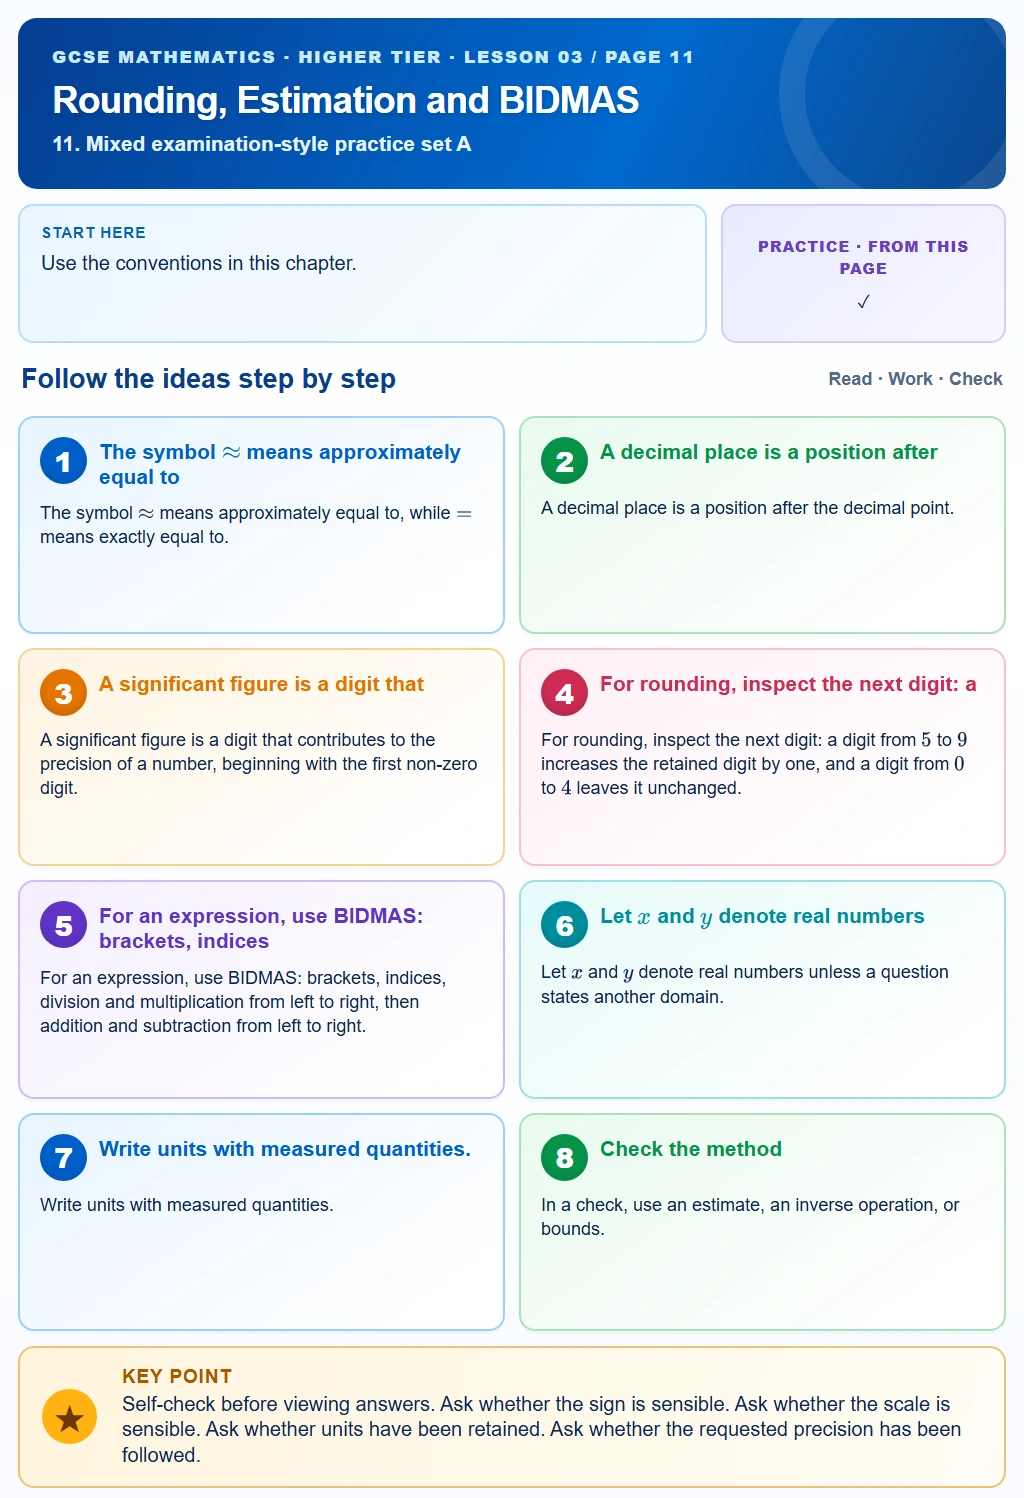 GCSE MATHEMATICS · HIGHER TIER · LESSON 03 / PAGE 11
Rounding, Estimation and BIDMAS
11. Mixed examination-style practice set A
START HERE
Use the conventions in this chapter.
PRACTICE · FROM THIS
PAGE
✓
Follow the ideas step by step
Read · Work · Check
1
The symbol ≈ means approximately
equal to
The symbol ≈ means approximately equal to, while =
means exactly equal to.
2
A decimal place is a position after
A decimal place is a position after the decimal point.
3
A significant figure is a digit that
A significant figure is a digit that contributes to the
precision of a number, beginning with the first non-zero
digit.
4
For rounding, inspect the next digit: a
For rounding, inspect the next digit: a digit from 5 to 9
increases the retained digit by one, and a digit from 0
to 4 leaves it unchanged.
5
For an expression, use BIDMAS:
brackets, indices
For an expression, use BIDMAS: brackets, indices,
division and multiplication from left to right, then
addition and subtraction from left to right.
6
Let x and y denote real numbers
Let x and y denote real numbers unless a question
states another domain.
7
Write units with measured quantities.
Write units with measured quantities.
8
Check the method
In a check, use an estimate, an inverse operation, or
bounds.
KEY POINT
Self-check before viewing answers. Ask whether the sign is sensible. Ask whether the scale is
sensible. Ask whether units have been retained. Ask whether the requested precision has been
followed.